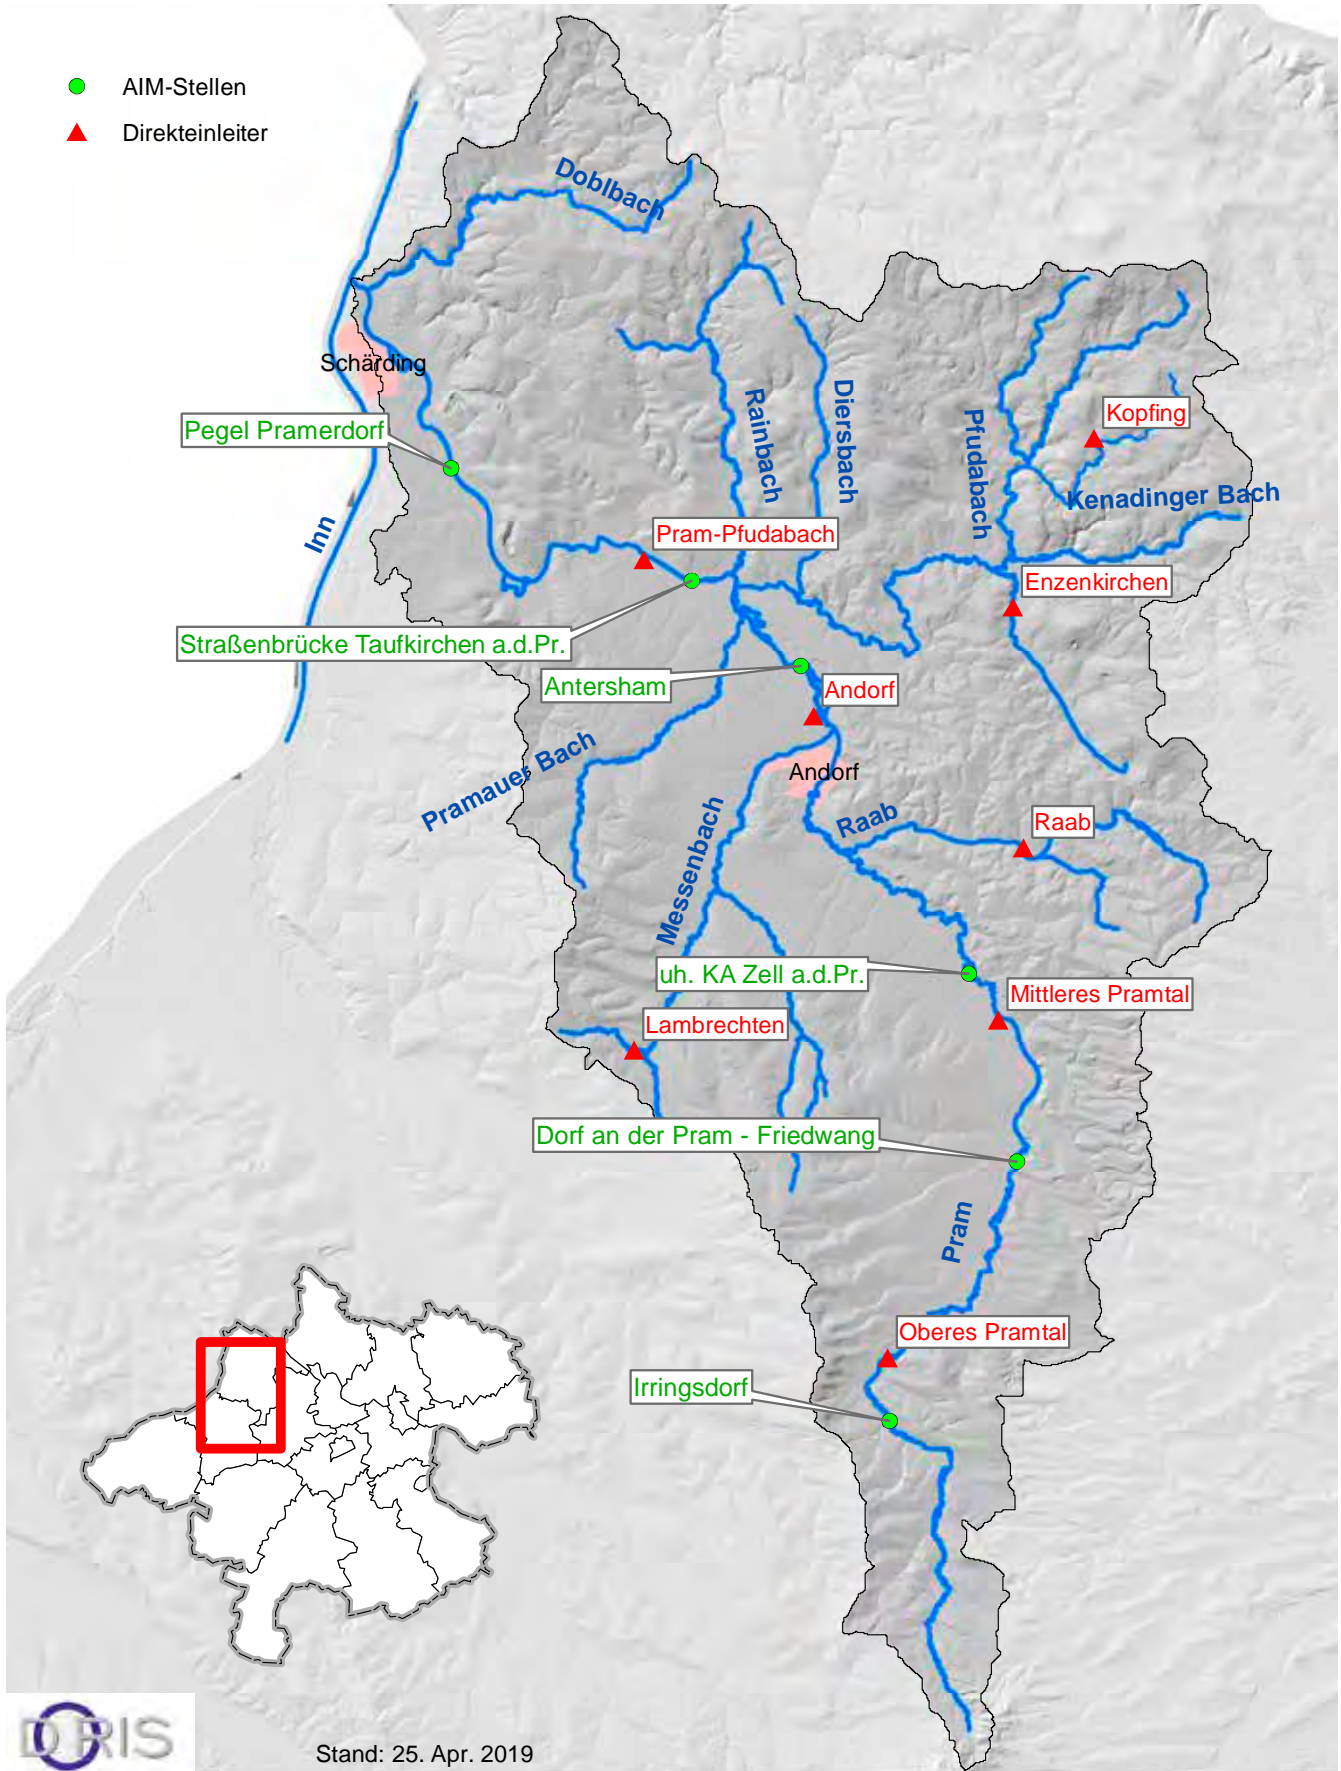 AIM-Stellen
Direkteinleiter
Doblbach
Schärding
Rainbach
Diersbach
Pfudabach
Kopfing
Pegel Pramerdorf
Kenadinger Bach
Inn
Pram-Pfudabach
Enzenkirchen
Straßenbrücke Taufkirchen a.d.Pr.
Antersham
Andorf
Pramauer Bach
Andorf
Messenbach
Raab
Raab
uh. KA Zell a.d.Pr.
Mittleres Pramtal
Lambrechten
Dorf an der Pram - Friedwang
Pram
Oberes Pramtal
Irringsdorf
DORIS
Stand: 25. Apr. 2019